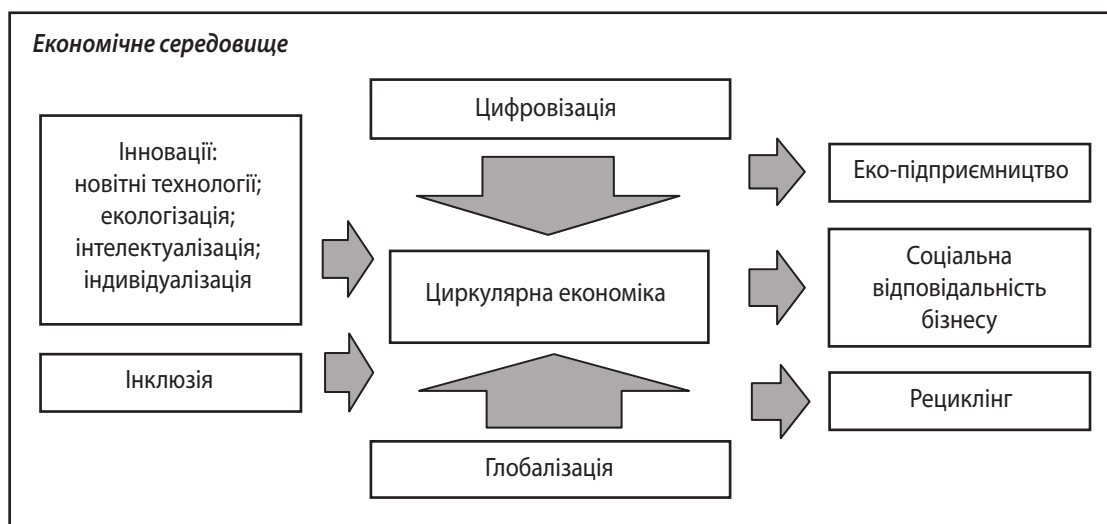 Економічне середовище
Цифровізація
Інновації:
новітні технології;
екологізація;
інтелектуалізація;
індивідуалізація
Інклюзія
Циркулярна економіка
Глобалізація
Еко-підприємництво
Соціальна
відповідальність
бізнесу
Рециклінг